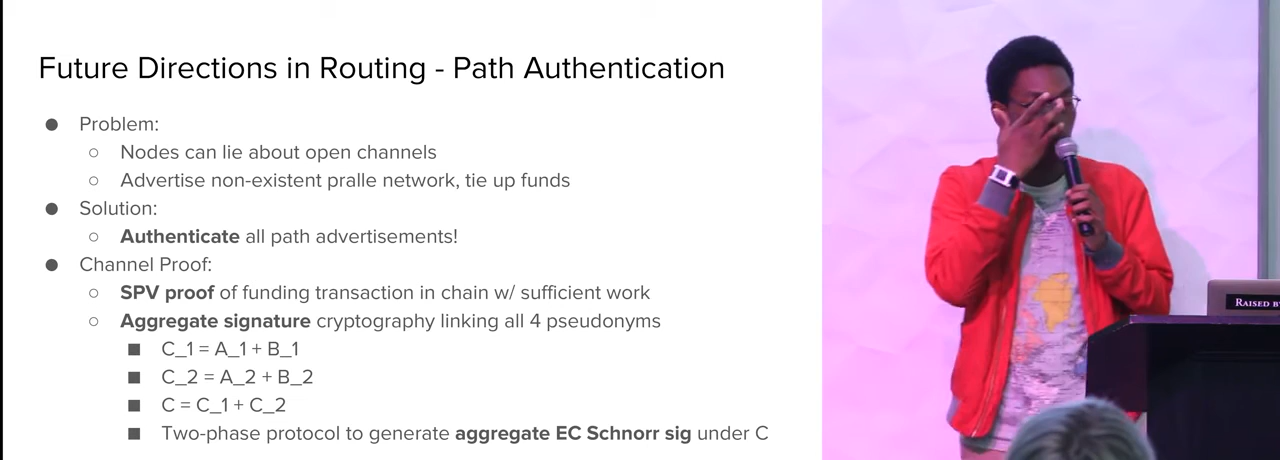 Future Directions in Routing - Path Authentication
● Problem:
○ Nodes can lie about open channels
○ Advertise non-existent pralle network, tie up funds
● Solution:
○ Authenticate all path advertisements!
● Channel Proof:
○ SPV proof of funding transaction in chain w/ sufficient work
○ Aggregate signature cryptography linking all 4 pseudonyms
■ C_1 = A_1 + B_1
■ C_2 = A_2 + B_2
■ C = C_1 + C_2
■ Two-phase protocol to generate aggregate EC Schnorr sig under C
RAISED